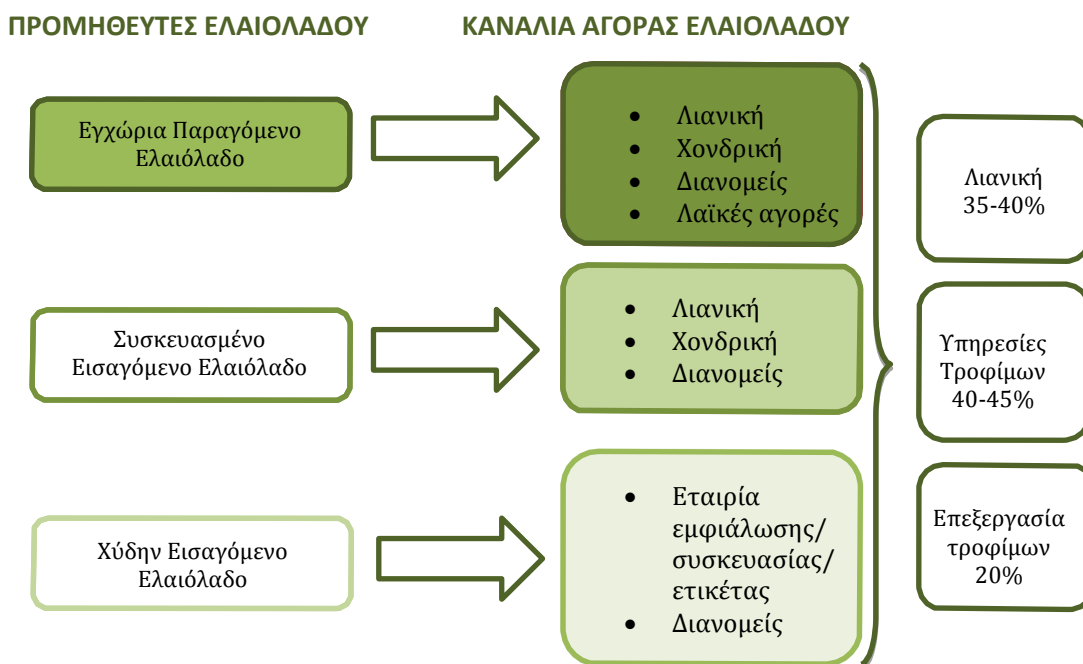 ΠΡΟΜΗΘΕΥΤΕΣ ΕΛΑΙΟΛΑΔΟΥ
ΚΑΝΑΛΙΑ ΑΓΟΡΑΣ ΕΛΑΙΟΛΑΔΟΥ
Εγχώρια Παραγόμενο
Ελαιόλαδο
• Λιανική
• Χονδρική
• Διανομείς
• Λαϊκές αγορές
Λιανική
35-40%
Συσκευασμένο
Εισαγόμενο Ελαιόλαδο
• Λιανική
• Χονδρική
• Διανομείς
Υπηρεσίες
Τροφίμων
40-45%
Χύδην Εισαγόμενο
Ελαιόλαδο
• Εταιρία
εμφιάλωσης/
συσκευασίας/
ετικέτας
• Διανομείς
Επεξεργασία
τροφίμων
20%